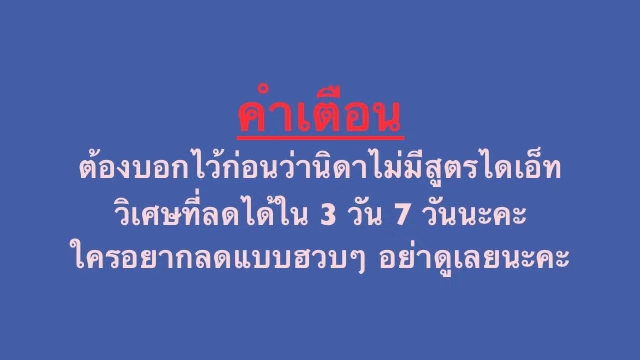 คำเตือน
ต้องบอกไว้ก่อนว่านิดาไม่มีสูตรไดเอ็ท
วิเศษที่ลดได้ใน 3 วัน 7 วันนะคะ
ใครอยากลดแบบฮวบๆ อย่าดูเลยนะคะ